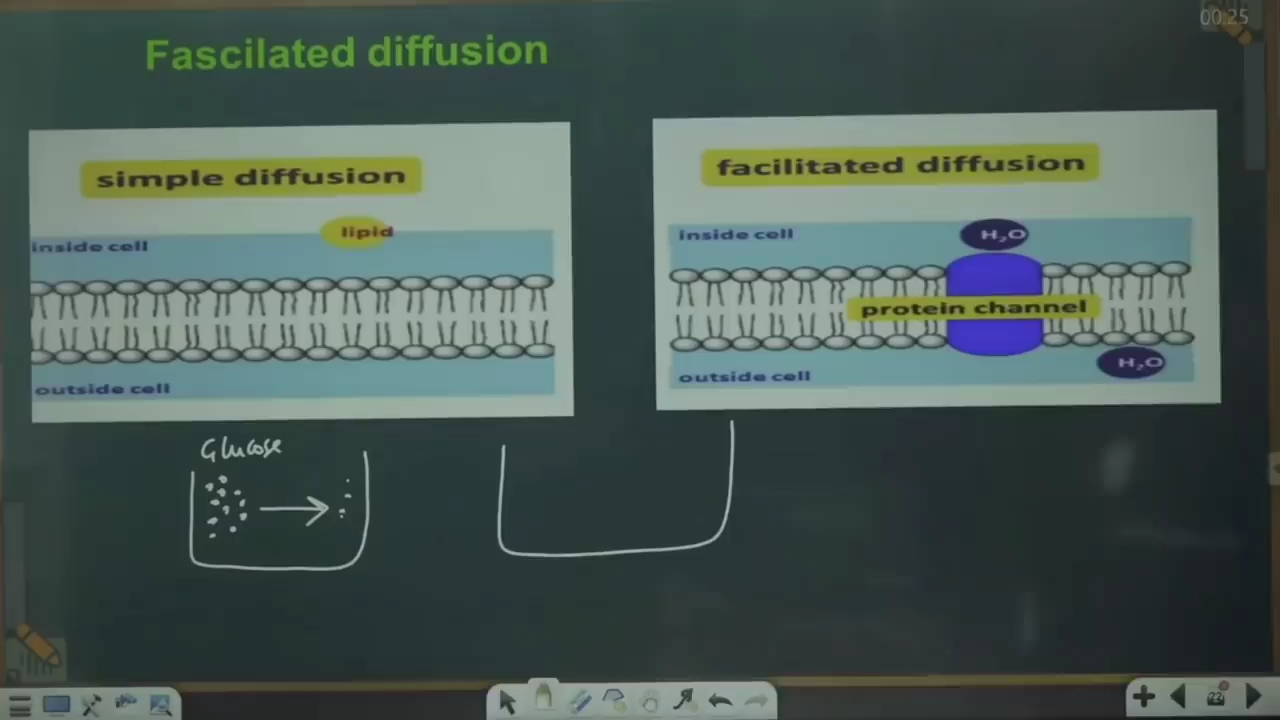 00:25
Fascilated diffusion
simple diffusion
lipid
inside cell
outside cell
facilitated diffusion
inside cell
H₂O
protein channel
outside cell
H₂O
Glucose
22